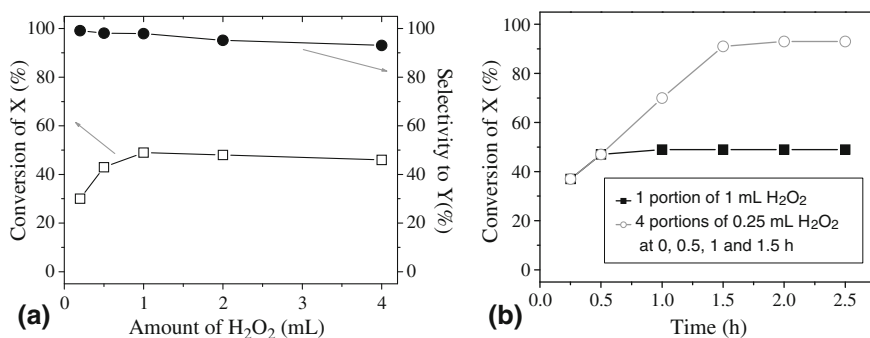 100
80
60
40
20
0
Conversion of X (%)
0
1
2
3
4
Amount of H₂O₂ (mL)
100
80
60
40
20
0
Selectivity to Y(%)
(a)
100
80
60
40
20
0
Conversion of X (%)
1 portion of 1 mL H₂O₂
4 portions of 0.25 mL H₂O₂
at 0, 0.5, 1 and 1.5 h
0.0
0.5
1.0
1.5
2.0
2.5
Time (h)
(b)